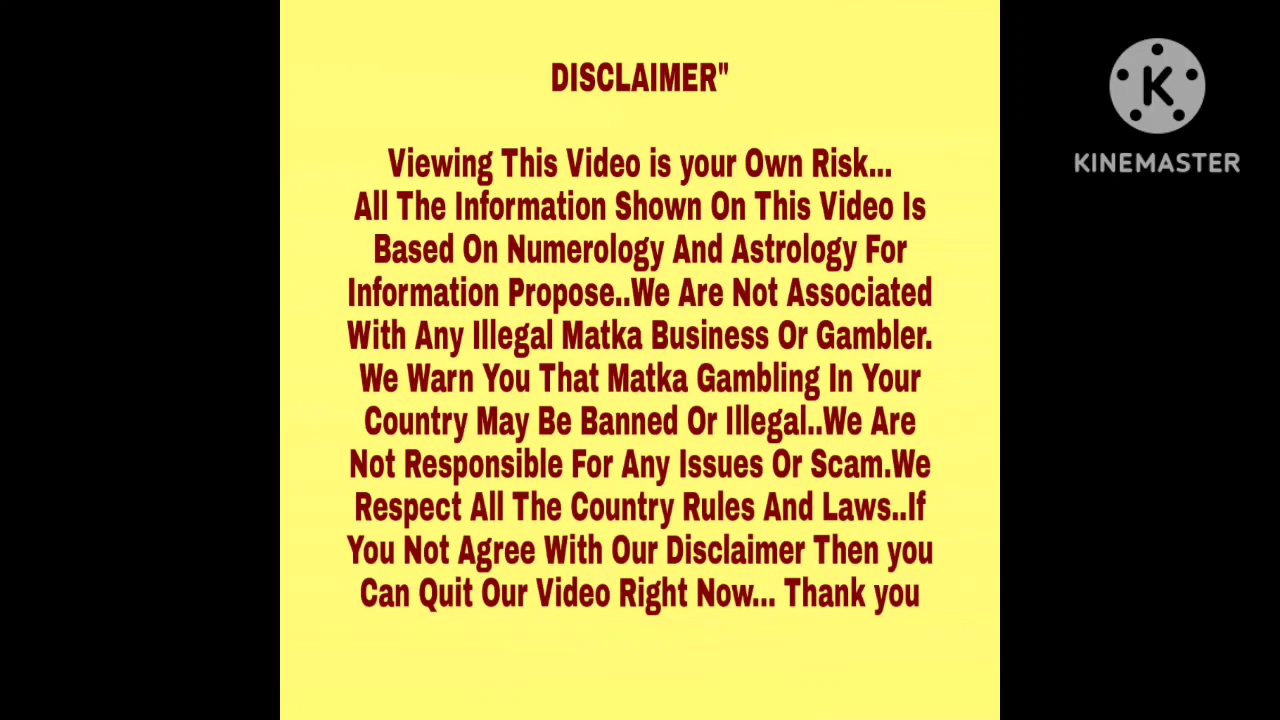 DISCLAIMER"
Viewing This Video is your Own Risk...
All The Information Shown On This Video Is
Based On Numerology And Astrology For
Information Propose..We Are Not Associated
With Any Illegal Matka Business Or Gambler.
We Warn You That Matka Gambling In Your
Country May Be Banned Or Illegal..We Are
Not Responsible For Any Issues Or Scam.We
Respect All The Country Rules And Laws..If
You Not Agree With Our Disclaimer Then you
Can Quit Our Video Right Now... Thank you
K
KINEMASTER